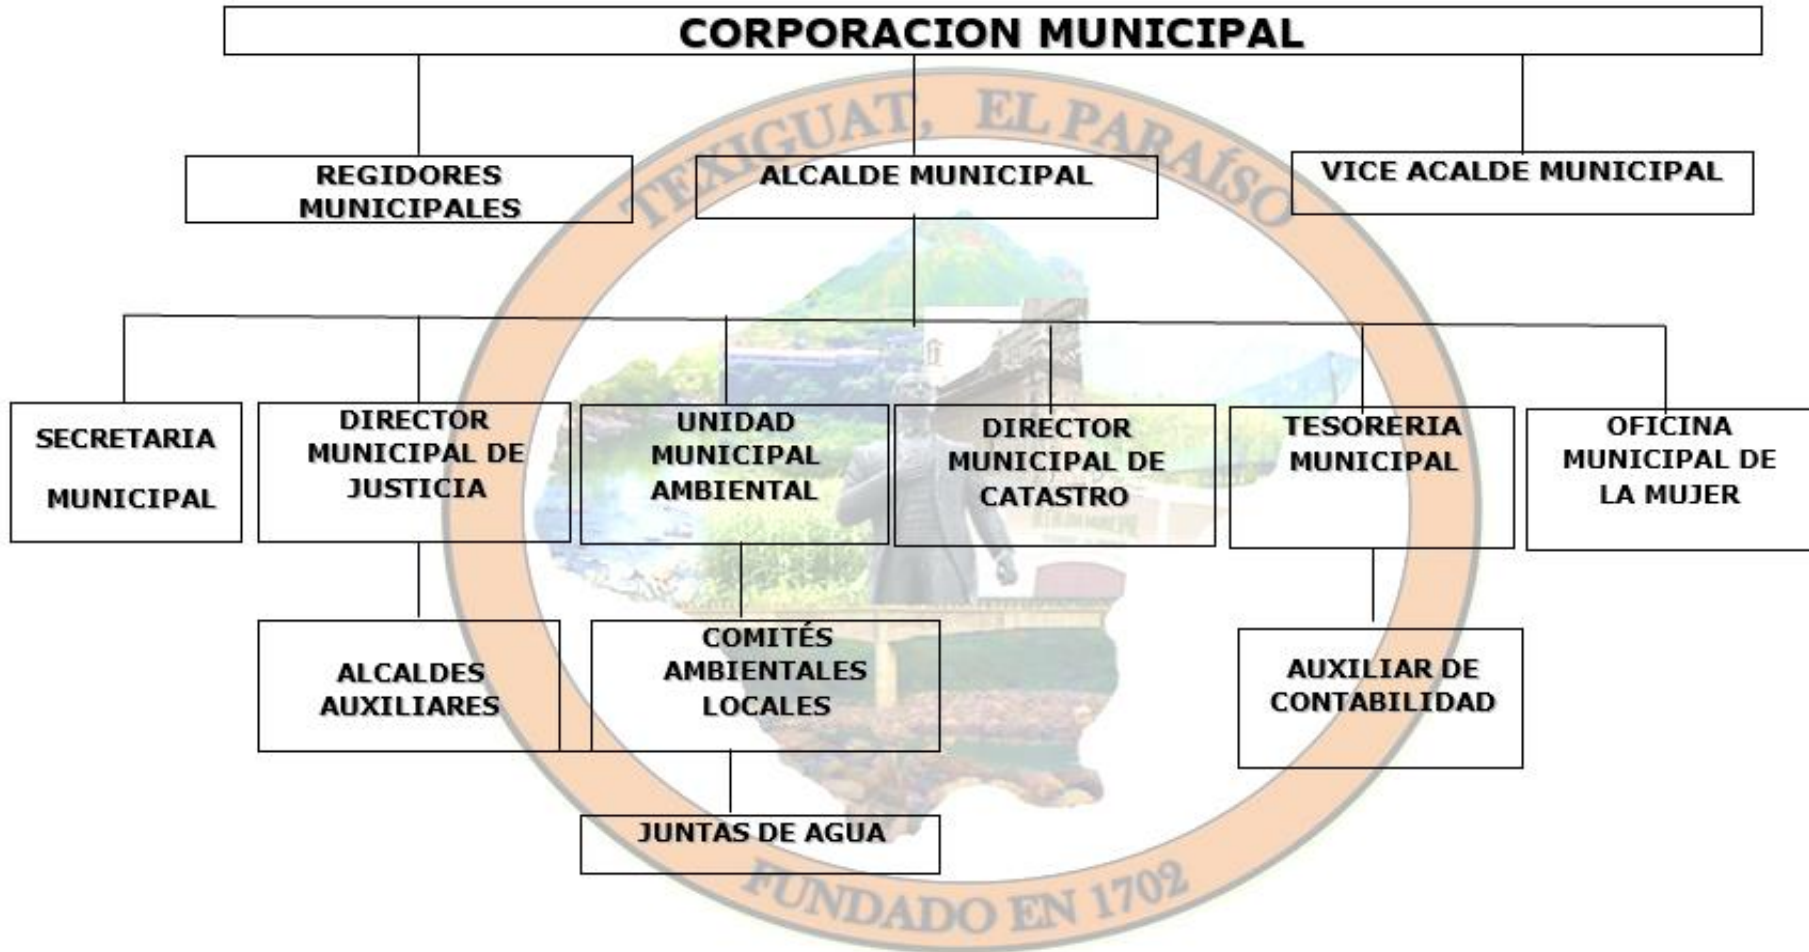 CORPORACION MUNICIPAL
TEXIGUAT, EL PARAÍSO
REGIDORES
MUNICIPALES
ALCALDE MUNICIPAL
VICE ACALDE MUNICIPAL
SECRETARIA
MUNICIPAL
DIRECTOR
MUNICIPAL DE
JUSTICIA
UNIDAD
MUNICIPAL
AMBIENTAL
DIRECTOR
MUNICIPAL DE
CATASTRO
TESORERIA
MUNICIPAL
OFICINA
MUNICIPAL DE
LA MUJER
ALCALDES
AUXILIARES
COMITÉS
AMBIENTALES
LOCALES
AUXILIAR DE
CONTABILIDAD
JUNTAS DE AGUA
FUNDADO EN 1702